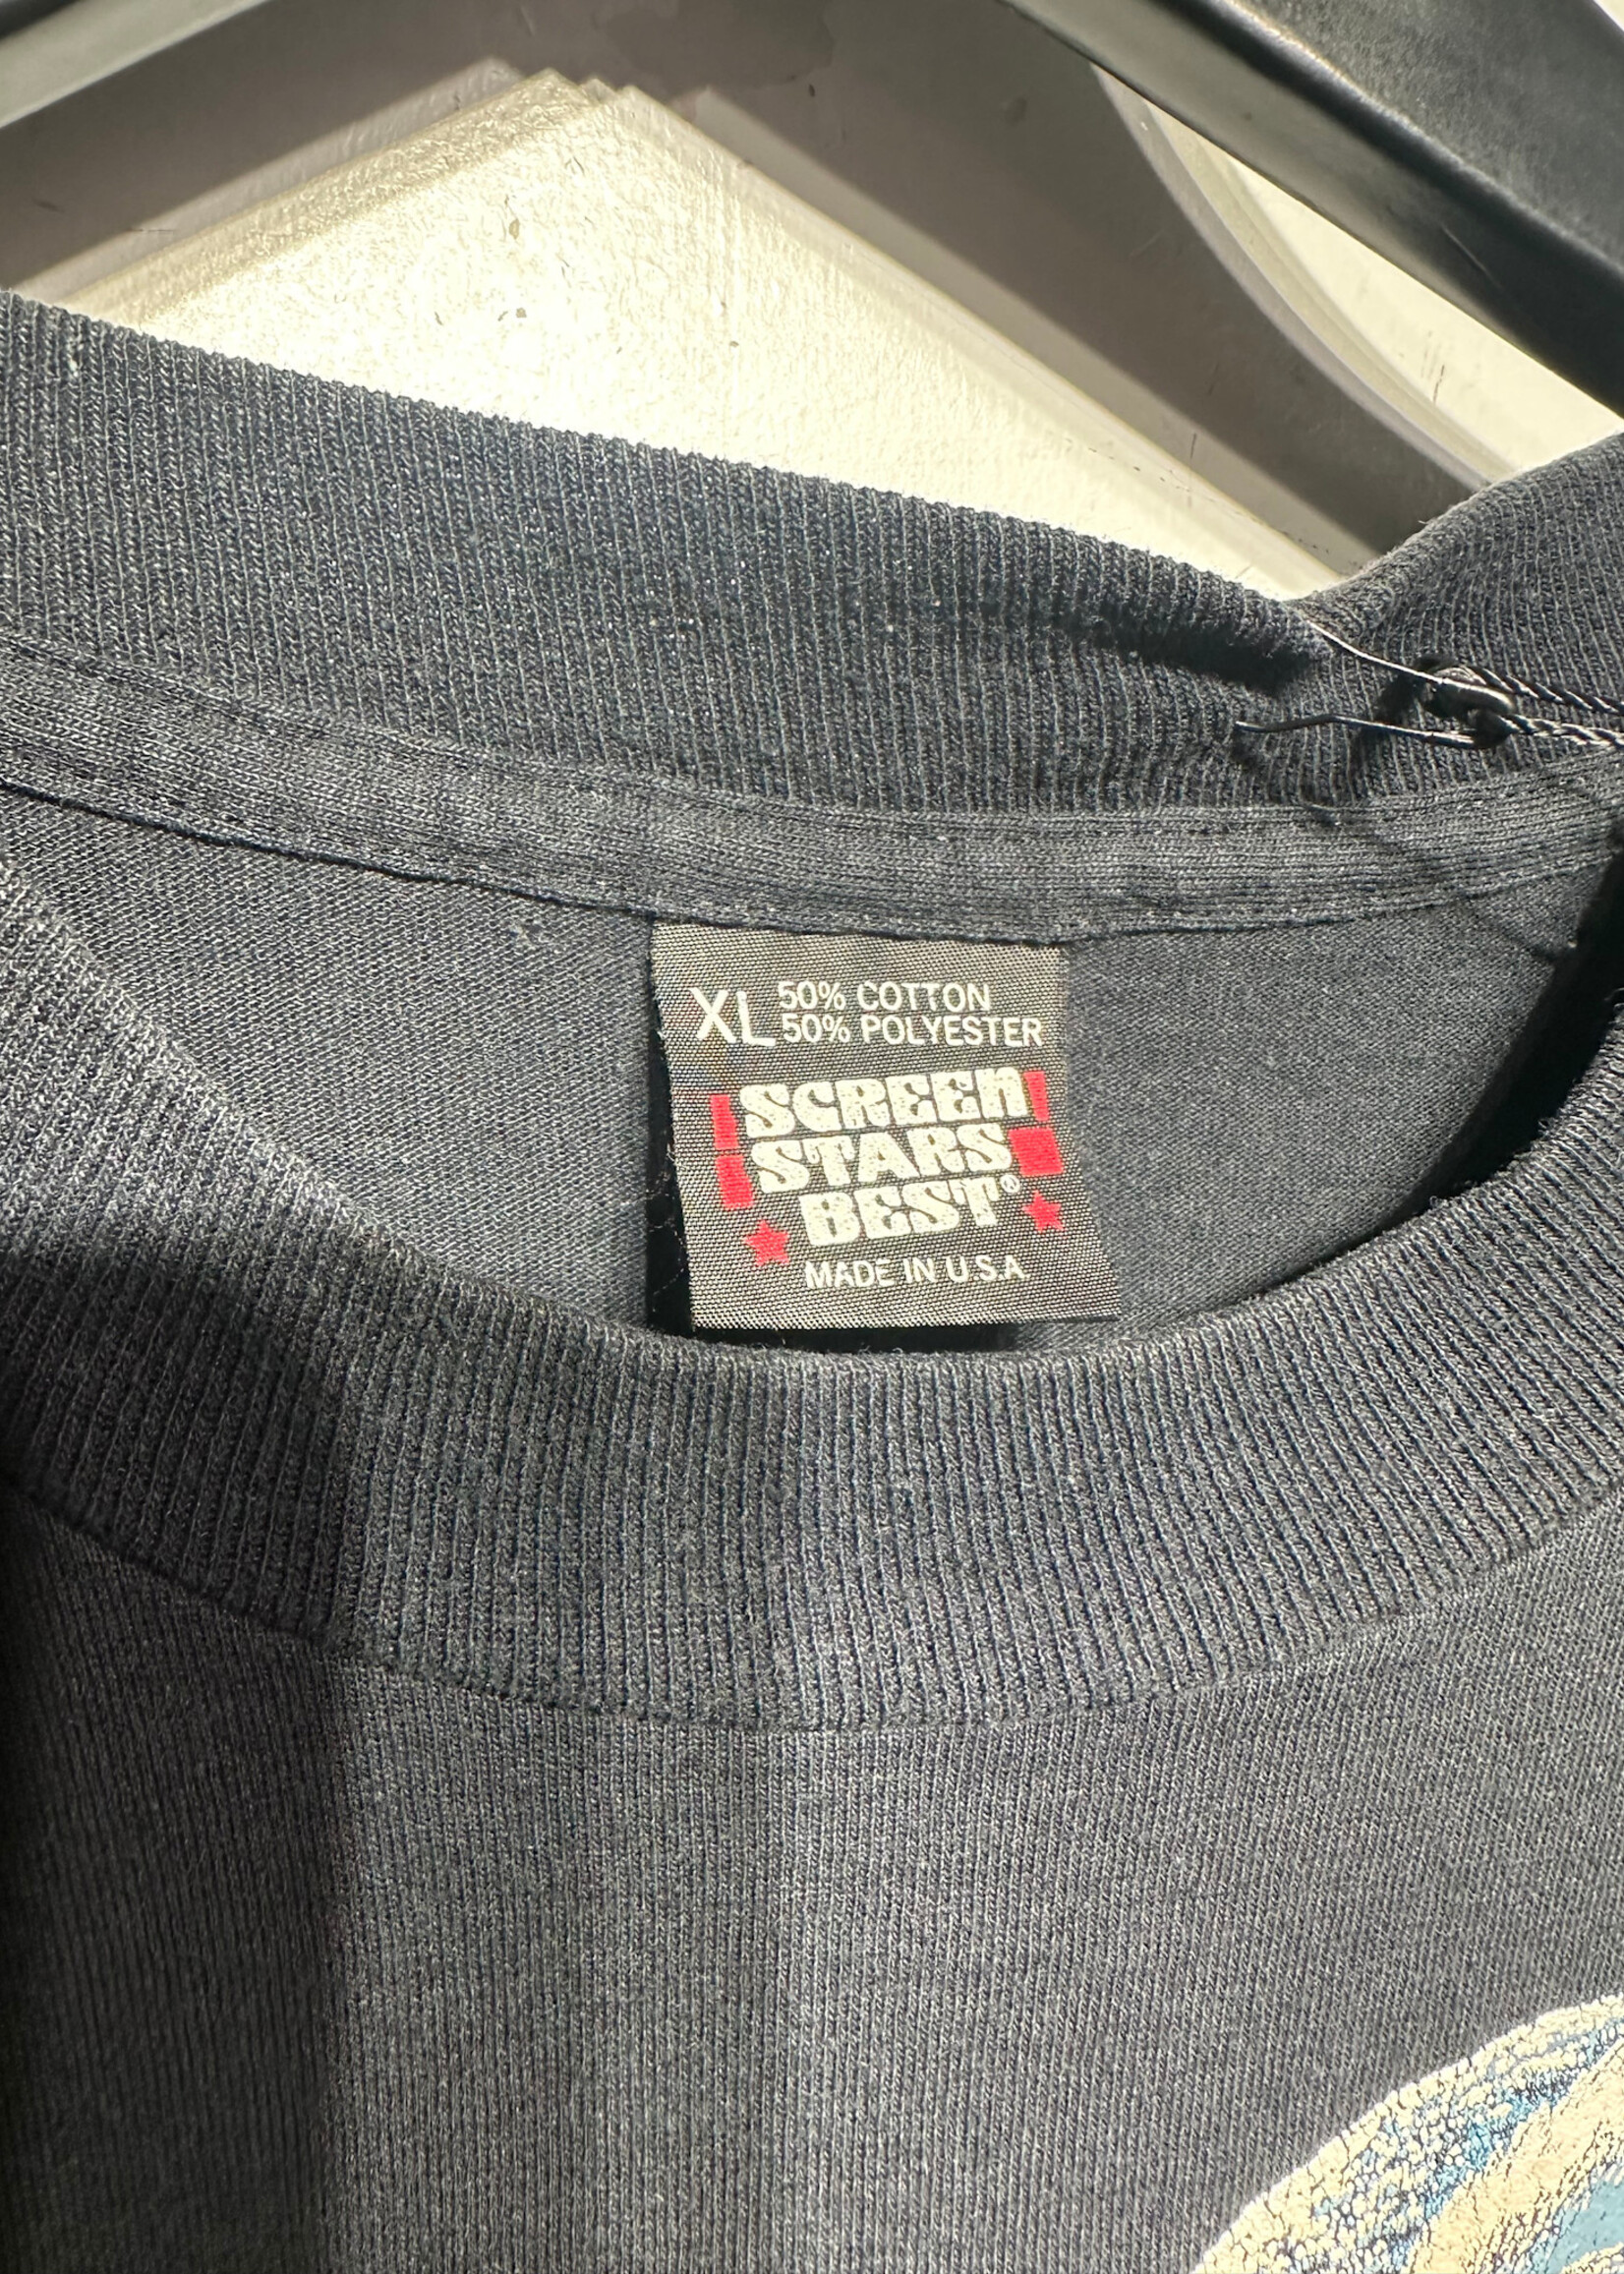 XL 50% COTTON
50% POLYESTER
SCREEN
STARS
BEST®
MADE IN U.S.A